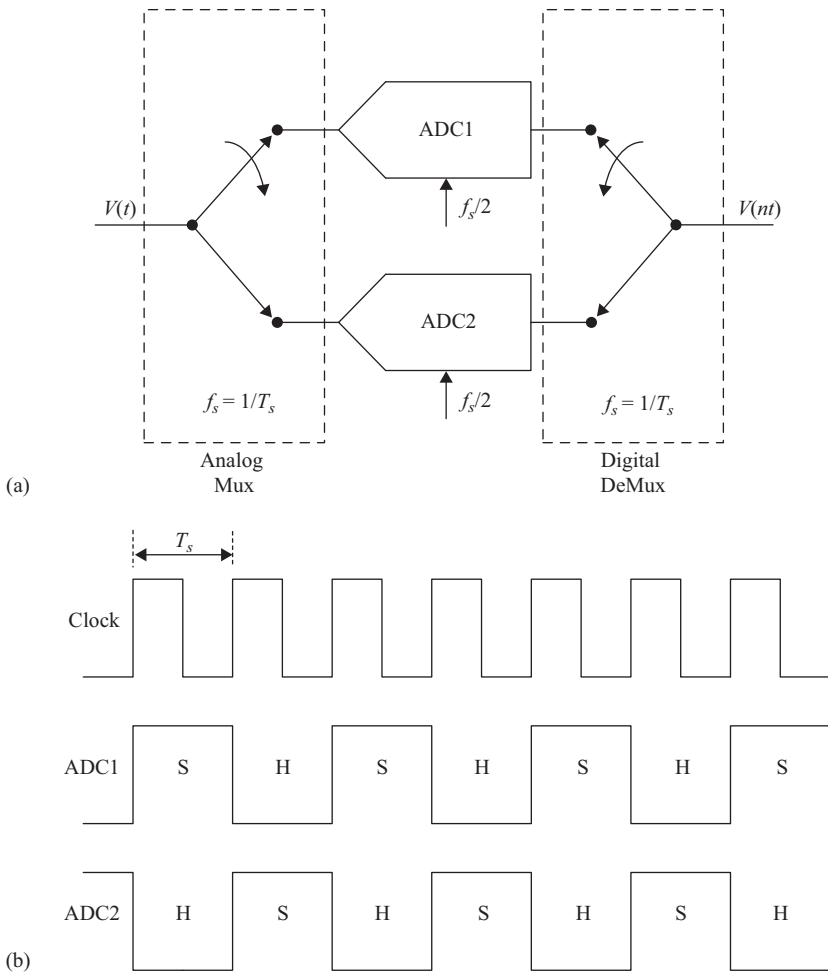 ADC1
V(t)
V(nt)
f_s/2
ADC2
f_s/2
f_s = 1/T_s
f_s = 1/T_s
Analog
Mux
Digital
DeMux
(a)
T_s
Clock
ADC1 S H S H S H S
ADC2 H S H S H S H
(b)